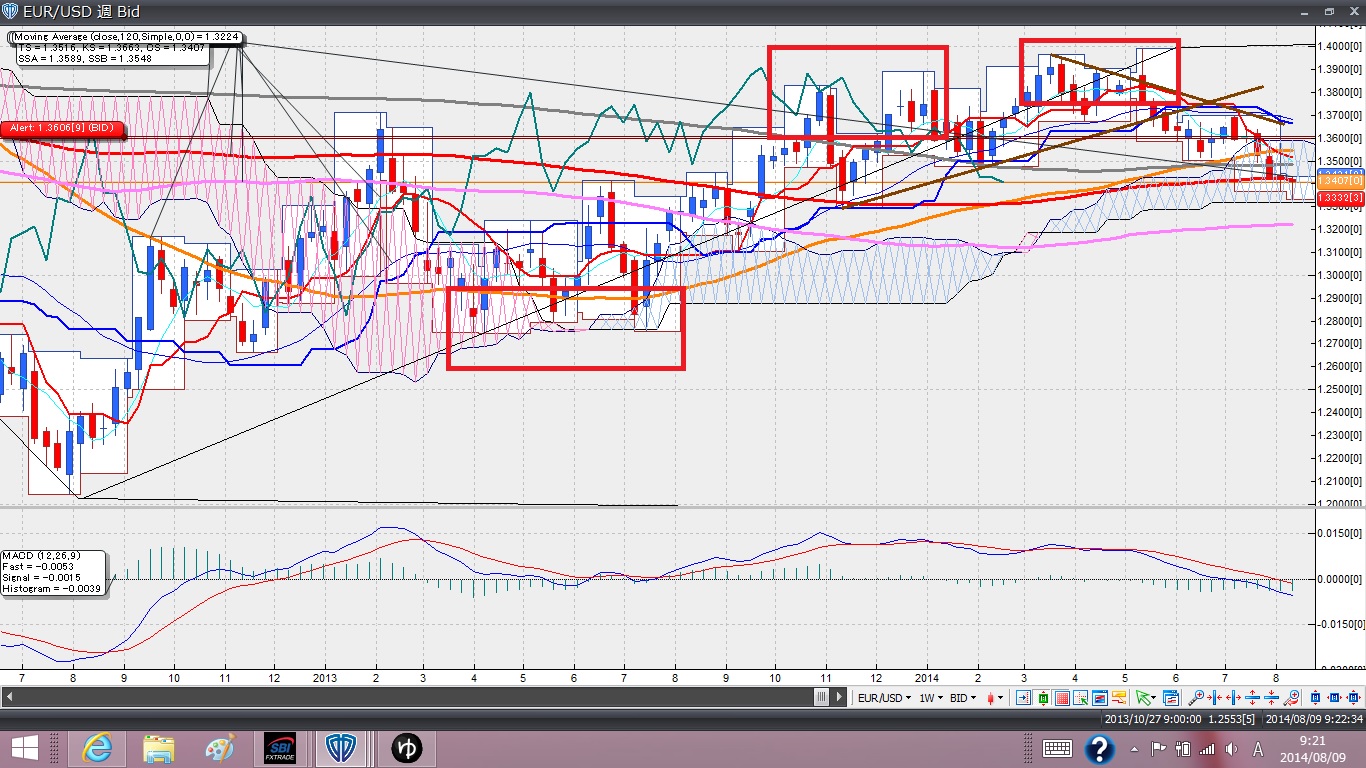 EUR/USD 週 Bid
Moving Average (close,120,Simple,0,0) = 1.3224
TS = 1.3516, KS = 1.3663, CS = 1.3407
SSA = 1.3589, SSB = 1.3548
Alert: 1.3606[9] (BID)
1.4000[0]
1.3900[0]
1.3800[0]
1.3700[0]
1.3600[0]
1.3500[0]
1.3407[0]
1.3332[3]
1.3200[0]
1.3100[0]
1.3000[0]
1.2900[0]
1.2800[0]
1.2700[0]
1.2600[0]
1.2500[0]
1.2400[0]
1.2300[0]
1.2200[0]
1.2100[0]
1.2000[0]
MACD (12,26,9)
Fast = -0.0053
Signal = -0.0015
Histogram = -0.0039
0.0150[0]
0.0000[0]
-0.0150[0]
7 8 9 10 11 12 2013 2 3 4 5 6 7 8 9 10 11 12 2014 2 3 4 5 6 7 8
EUR/USD 1W BID
2013/10/27 9:00:00 1.2553[5] 2014/08/09 9:22:34
SBI
FXTRADE
ゆ
?
A
9:21
2014/08/09